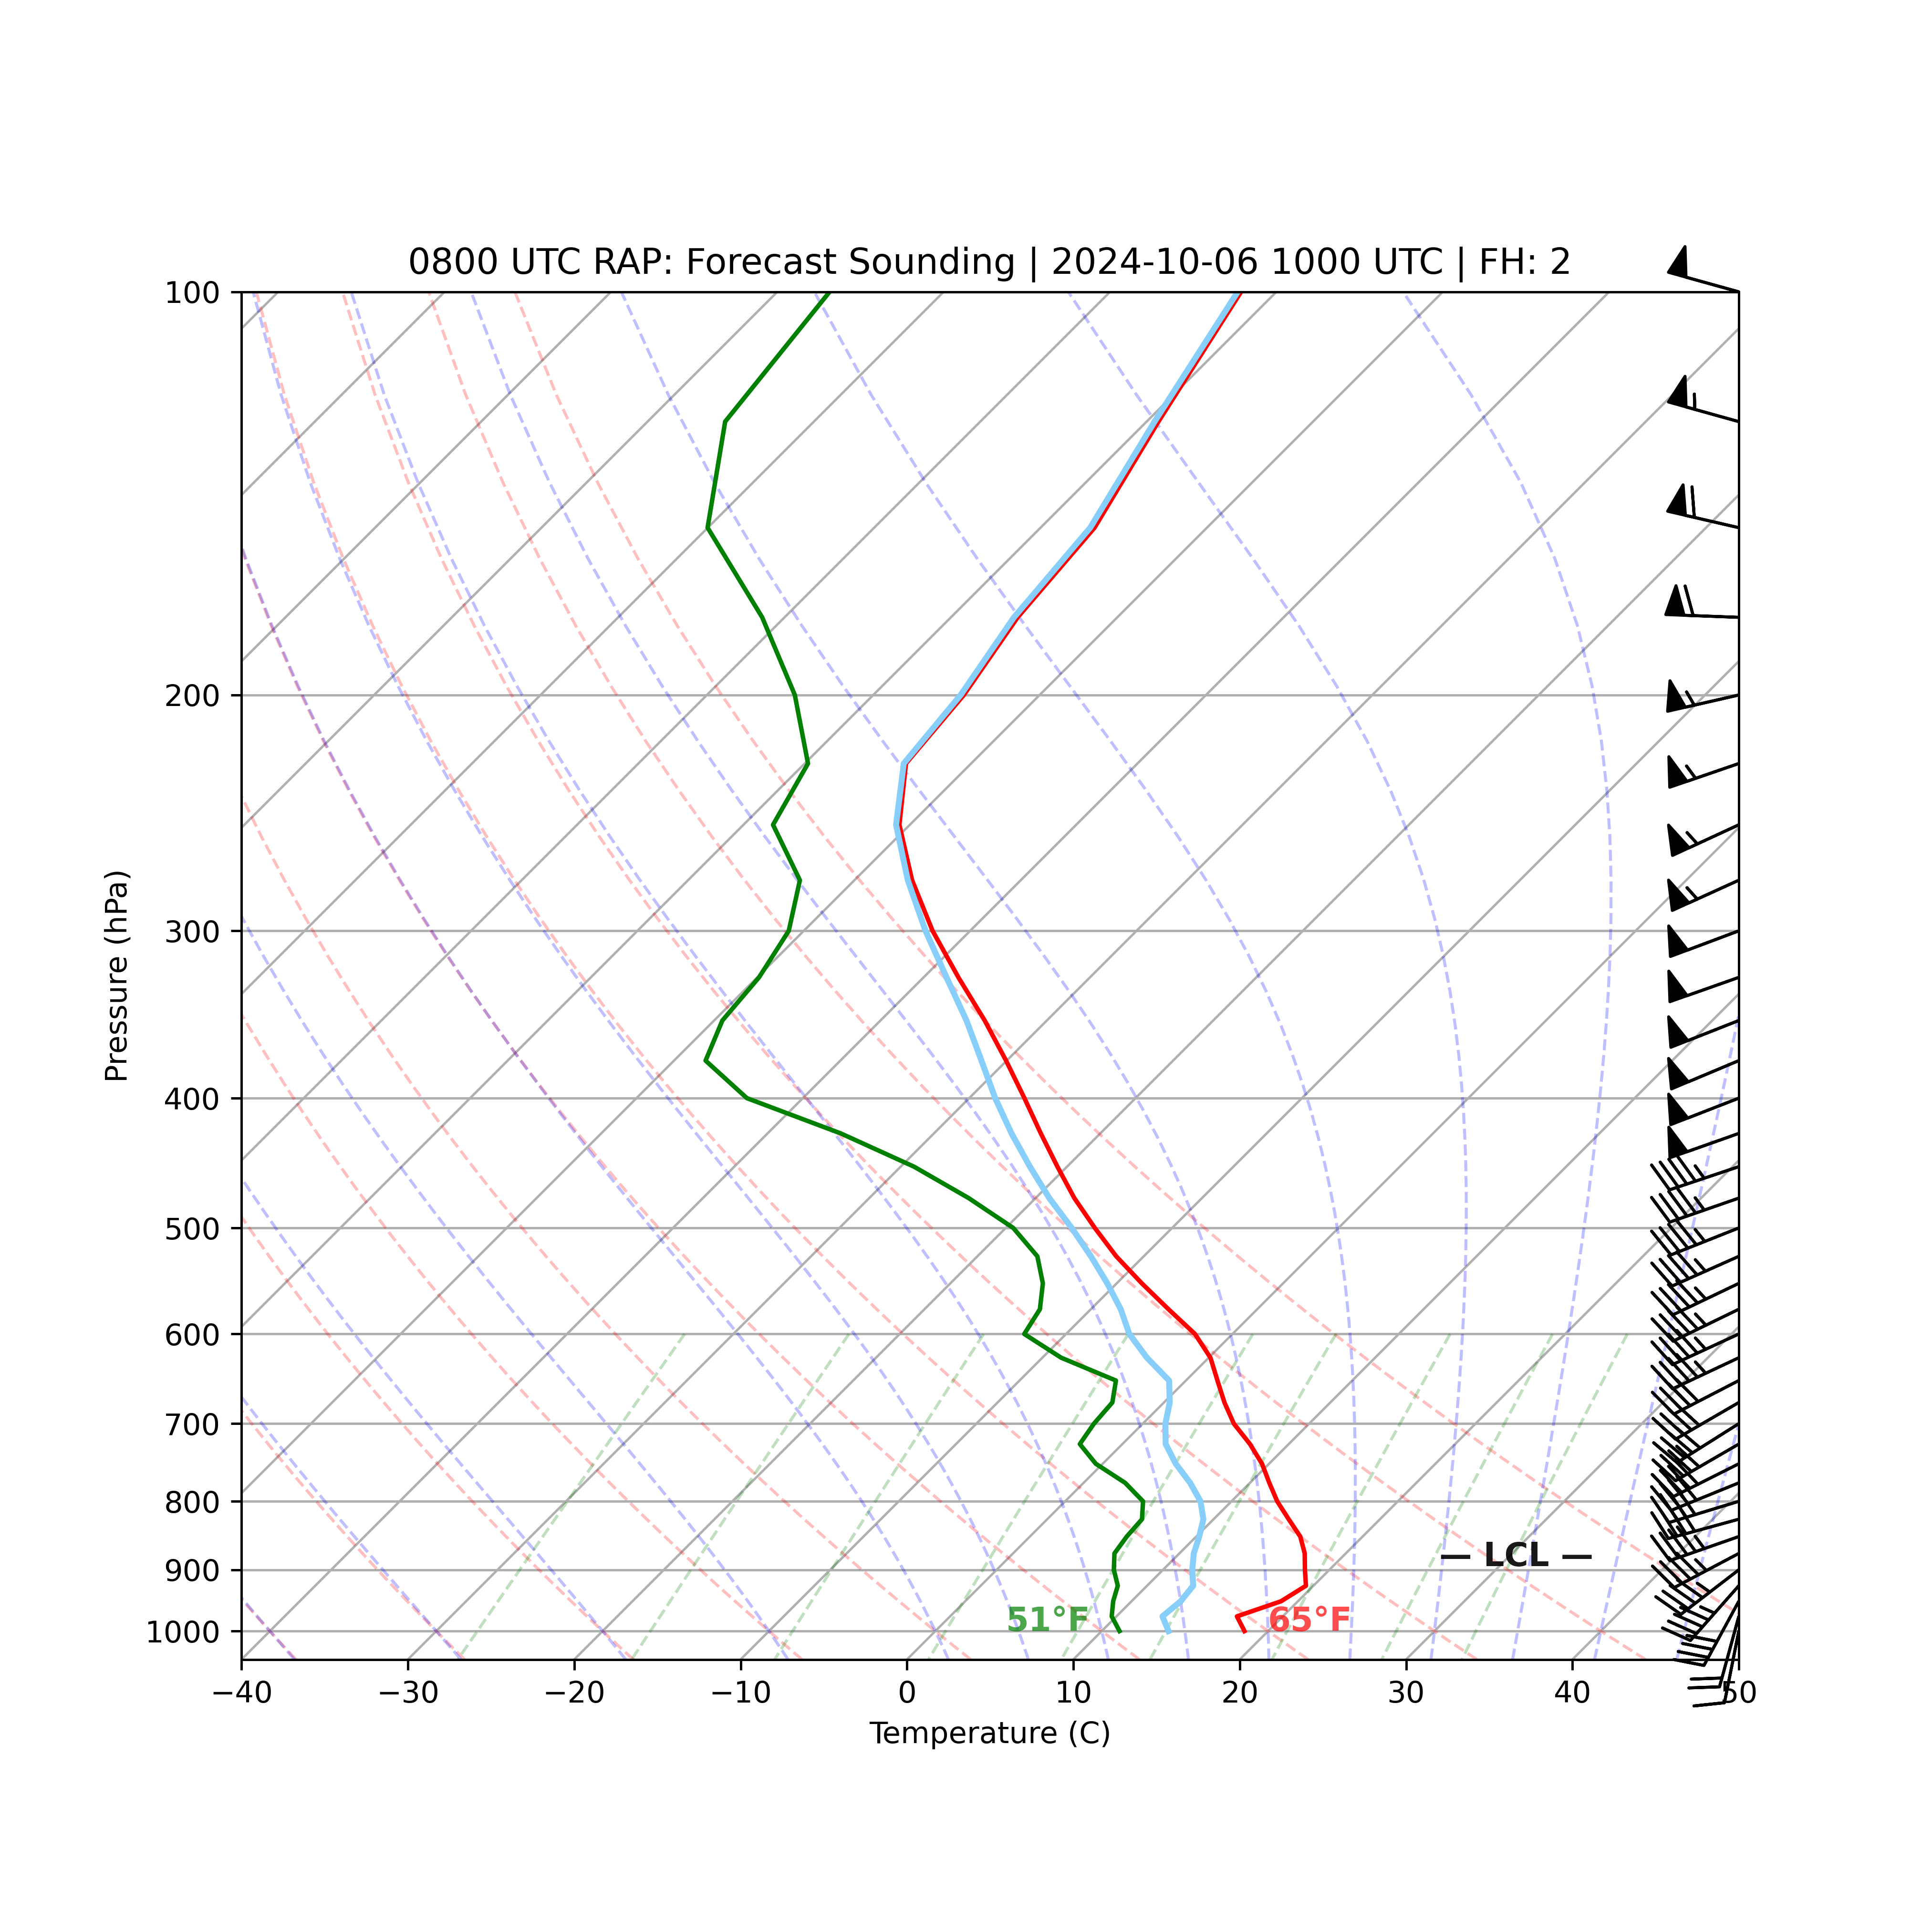 0800 UTC RAP: Forecast Sounding | 2024-10-06 1000 UTC | FH: 2
100
200
300
400
500
600
700
800
900
1000
Pressure (hPa)
— LCL —
51°F
65°F
−40 −30 −20 −10 0 10 20 30 40 50
Temperature (C)